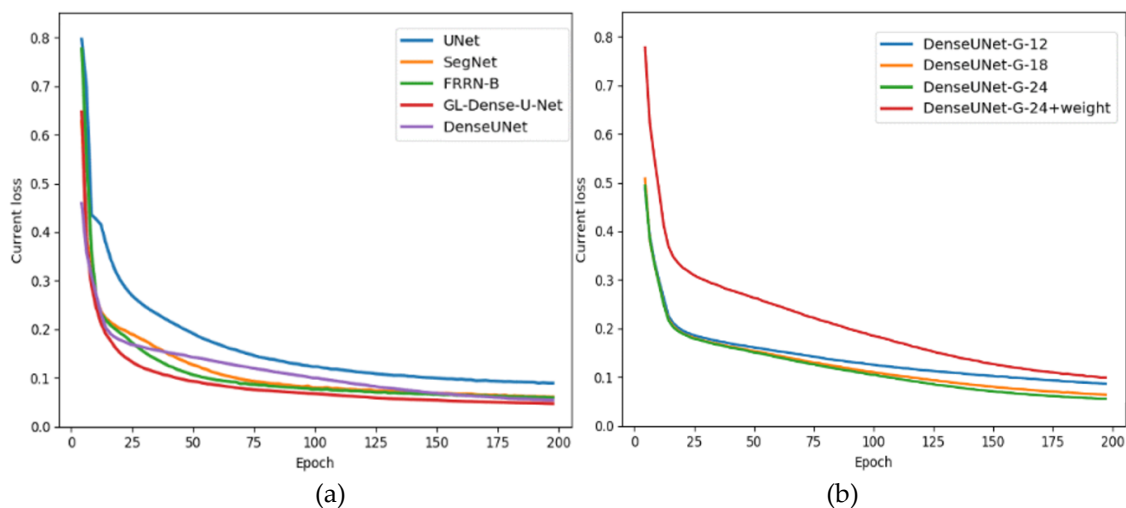 0.8
0.7
0.6
0.5
0.4
0.3
0.2
0.1
0.0
Current loss
0 25 50 75 100 125 150 175 200
Epoch
UNet
SegNet
FRRN-B
GL-Dense-U-Net
DenseUNet
(a)
0.8
0.7
0.6
0.5
0.4
0.3
0.2
0.1
0.0
Current loss
0 25 50 75 100 125 150 175 200
Epoch
DenseUNet-G-12
DenseUNet-G-18
DenseUNet-G-24
DenseUNet-G-24+weight
(b)